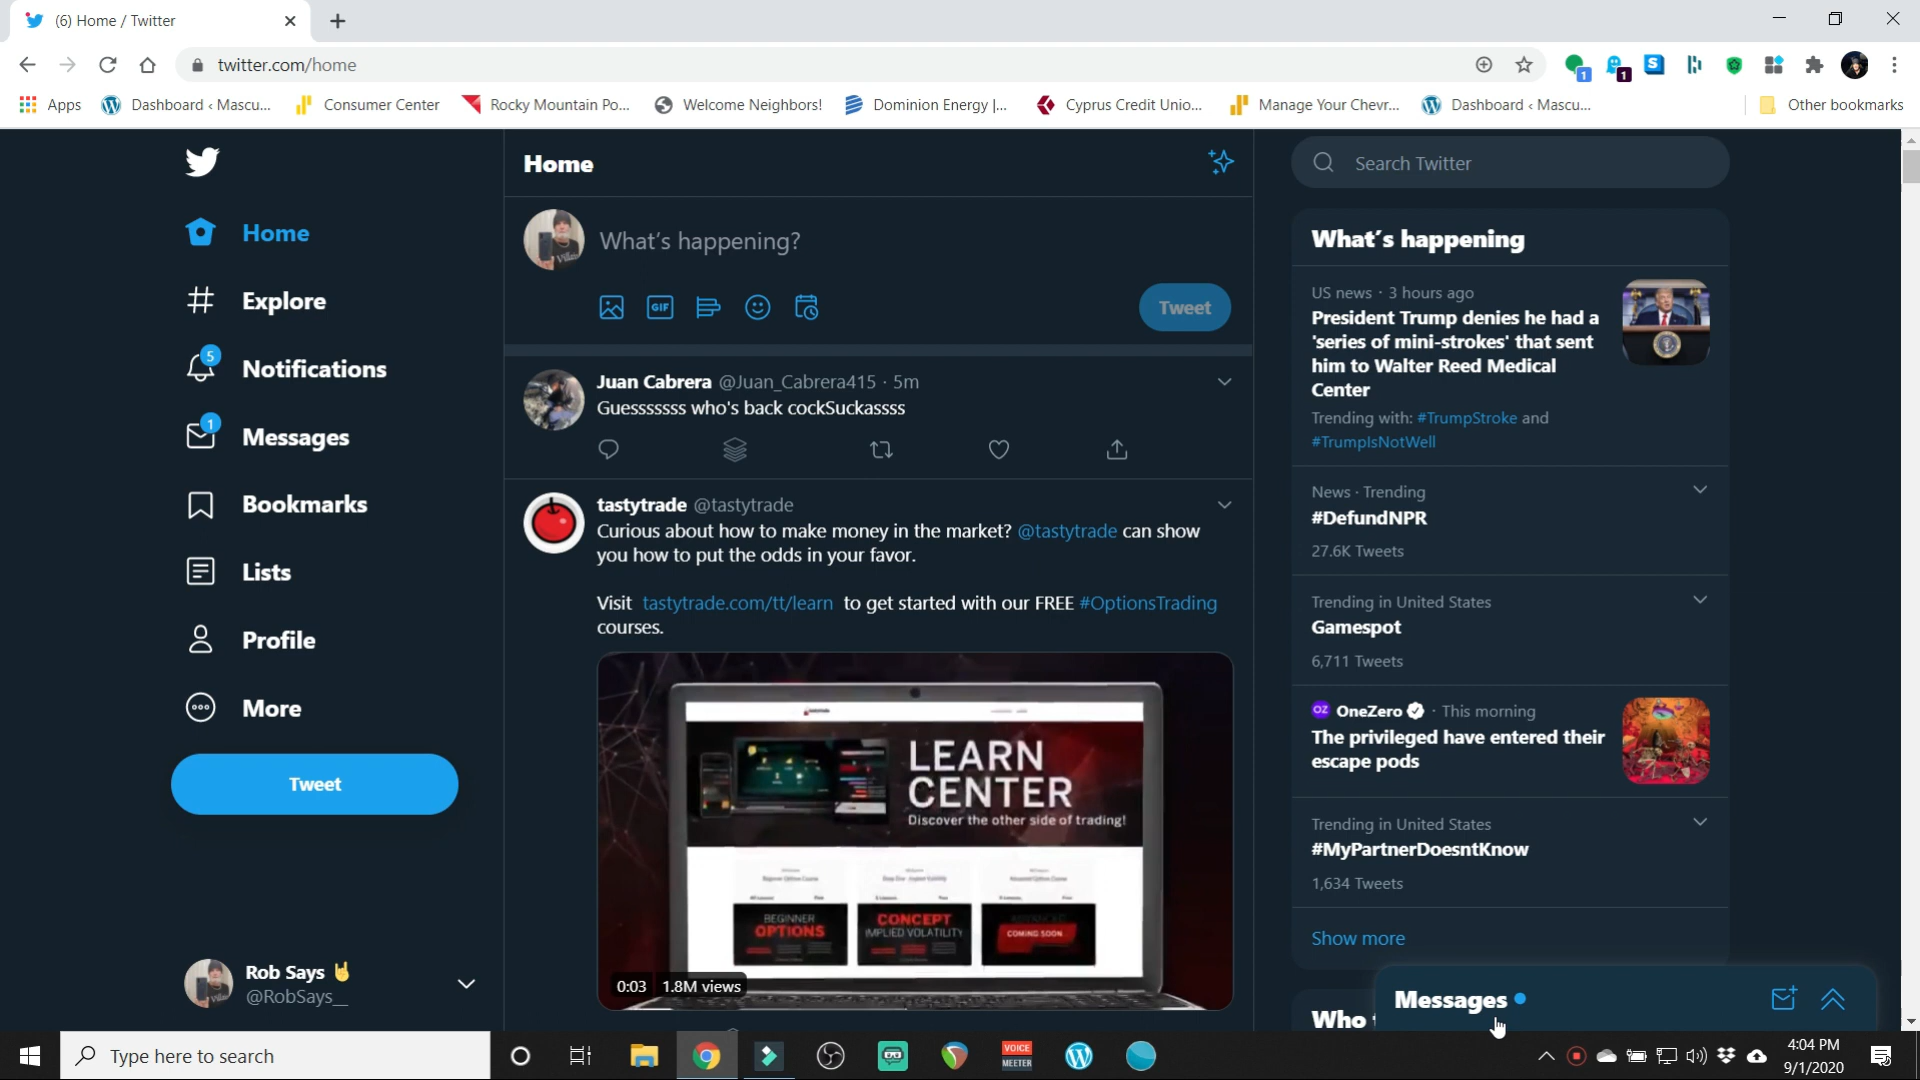 (6) Home / Twitter
twitter.com/home
1
1
S
Apps
Dashboard ‹ Mascu...
Consumer Center
Rocky Mountain Po...
Welcome Neighbors!
Dominion Energy |...
Cyprus Credit Unio...
Manage Your Chevr...
Dashboard ‹ Mascu...
Other bookmarks
Home
Explore
5
Notifications
1
Messages
Bookmarks
Lists
Profile
More
Tweet
Rob Says 🤘
@RobSays__
Home
What's happening?
GIF
Tweet
Juan Cabrera @Juan_Cabrera415 · 5m
Guesssssss who's back cockSuckassss
tastytrade @tastytrade
Curious about how to make money in the market? @tastytrade can show
you how to put the odds in your favor.
Visit tastytrade.com/tt/learn to get started with our FREE #OptionsTrading
courses.
LEARN
CENTER
Discover the other side of trading!
BEGINNER
OPTIONS
CONCEPT
IMPLIED VOLATILITY
ADVANCED
COMING SOON
0:03 1.8M views
Search Twitter
What's happening
US news · 3 hours ago
President Trump denies he had a
'series of mini-strokes' that sent
him to Walter Reed Medical
Center
Trending with: #TrumpStroke and
#TrumpIsNotWell
News · Trending
#DefundNPR
27.6K Tweets
Trending in United States
Gamespot
6,711 Tweets
OZ OneZero · This morning
The privileged have entered their
escape pods
Trending in United States
#MyPartnerDoesntKnow
1,634 Tweets
Show more
Who
Messages
Type here to search
VOICE
MEETER
4:04 PM
9/1/2020